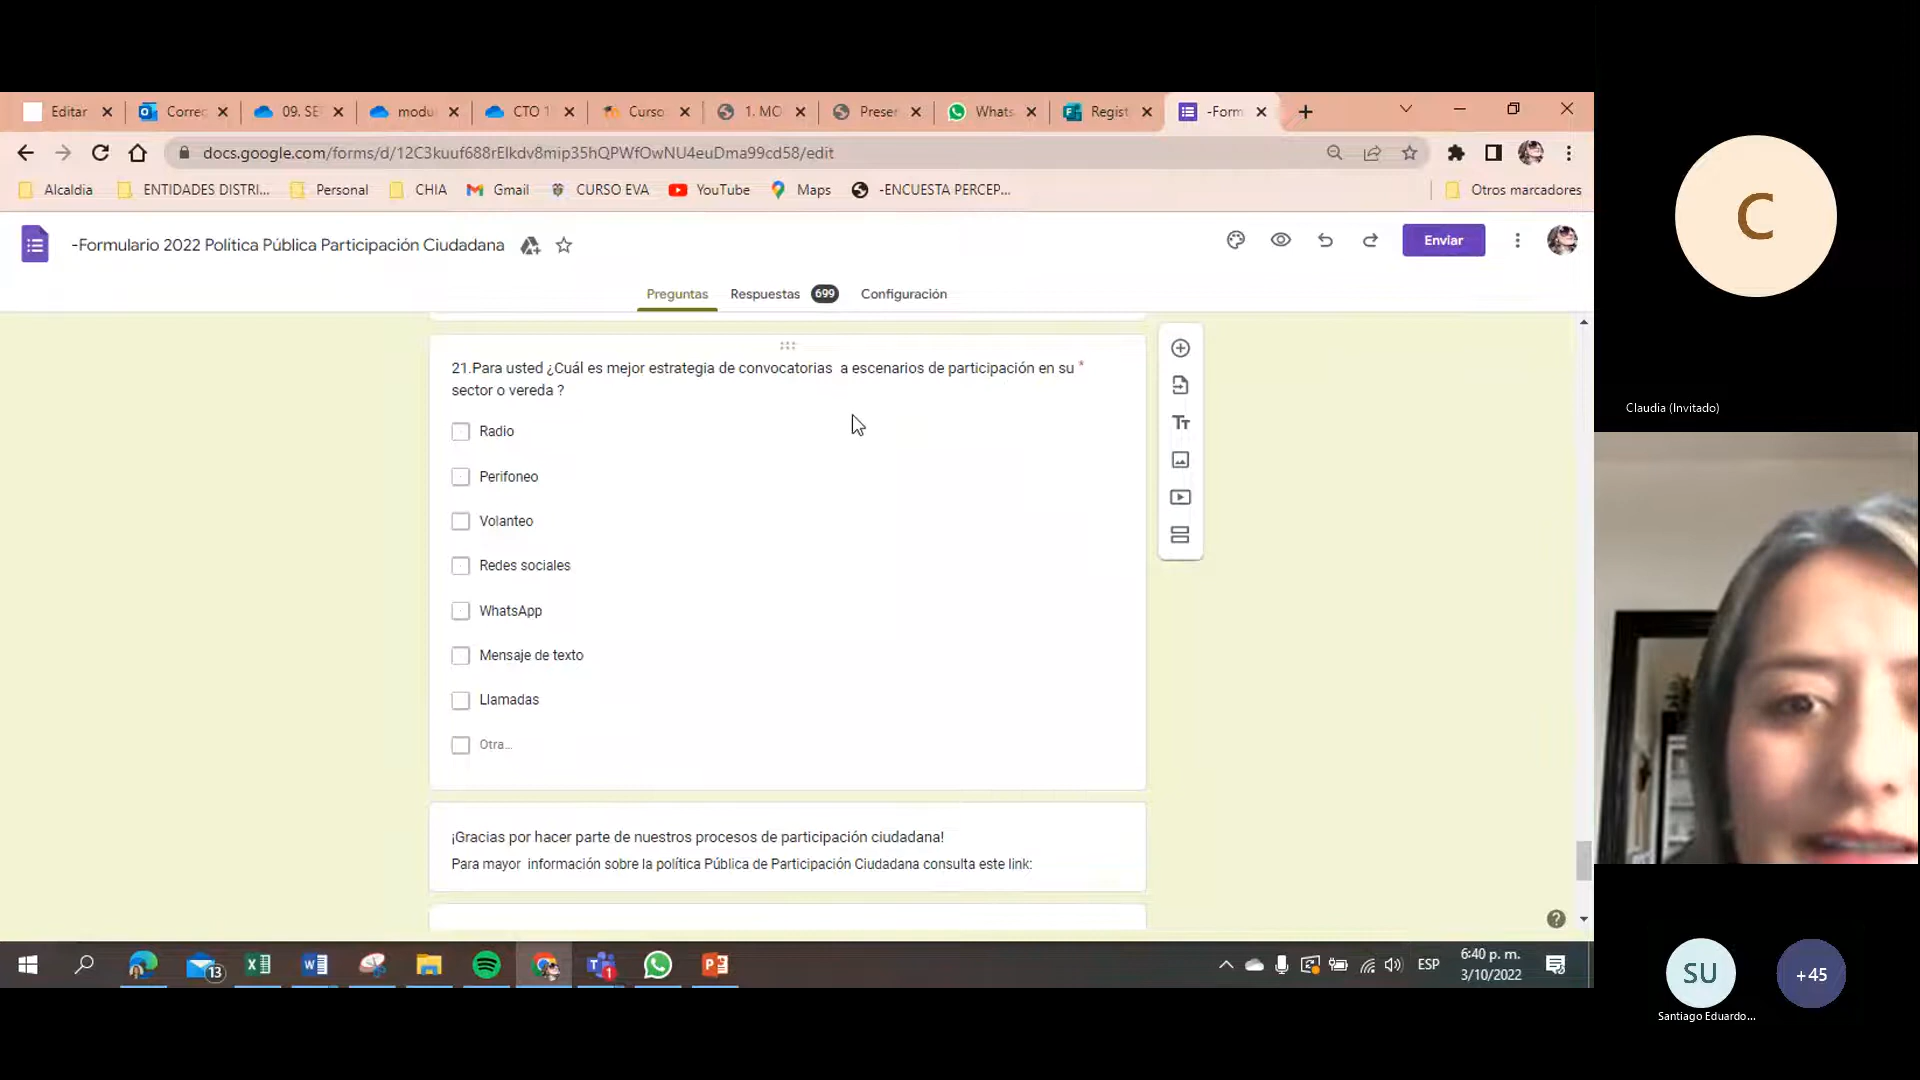 Editar
Correo
09. SE
modu
CTO 1
Curso
1. MO
Preser
Whats
Regist
-Form
docs.google.com/forms/d/12C3kuuf688rElkdv8mip35hQPWfOwNU4euDma99cd58/edit
Alcaldia
ENTIDADES DISTRI...
Personal
CHIA
Gmail
CURSO EVA
YouTube
Maps
-ENCUESTA PERCEP...
Otros marcadores
-Formulario 2022 Política Pública Participación Ciudadana
Enviar
Preguntas
Respuestas 699
Configuración
21.Para usted ¿Cuál es mejor estrategia de convocatorias a escenarios de participación en su *
sector o vereda ?
Radio
Perifoneo
Volanteo
Redes sociales
WhatsApp
Mensaje de texto
Llamadas
Otra...
¡Gracias por hacer parte de nuestros procesos de participación ciudadana!
Para mayor información sobre la política Pública de Participación Ciudadana consulta este link:
13
1
ESP
6:40 p. m.
3/10/2022
C
Claudia (Invitado)
SU
+45
Santiago Eduardo...